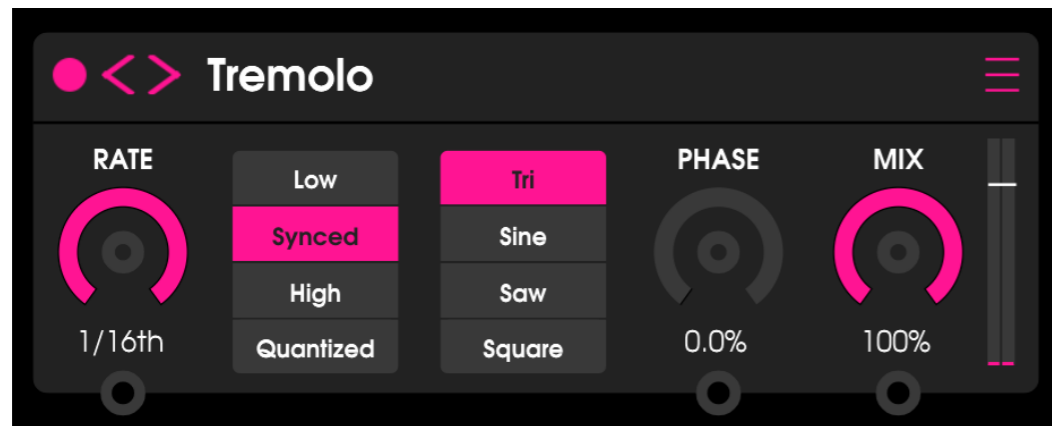 Tremolo
RATE
1/16th
Low
Synced
High
Quantized
Tri
Sine
Saw
Square
PHASE
0.0%
MIX
100%